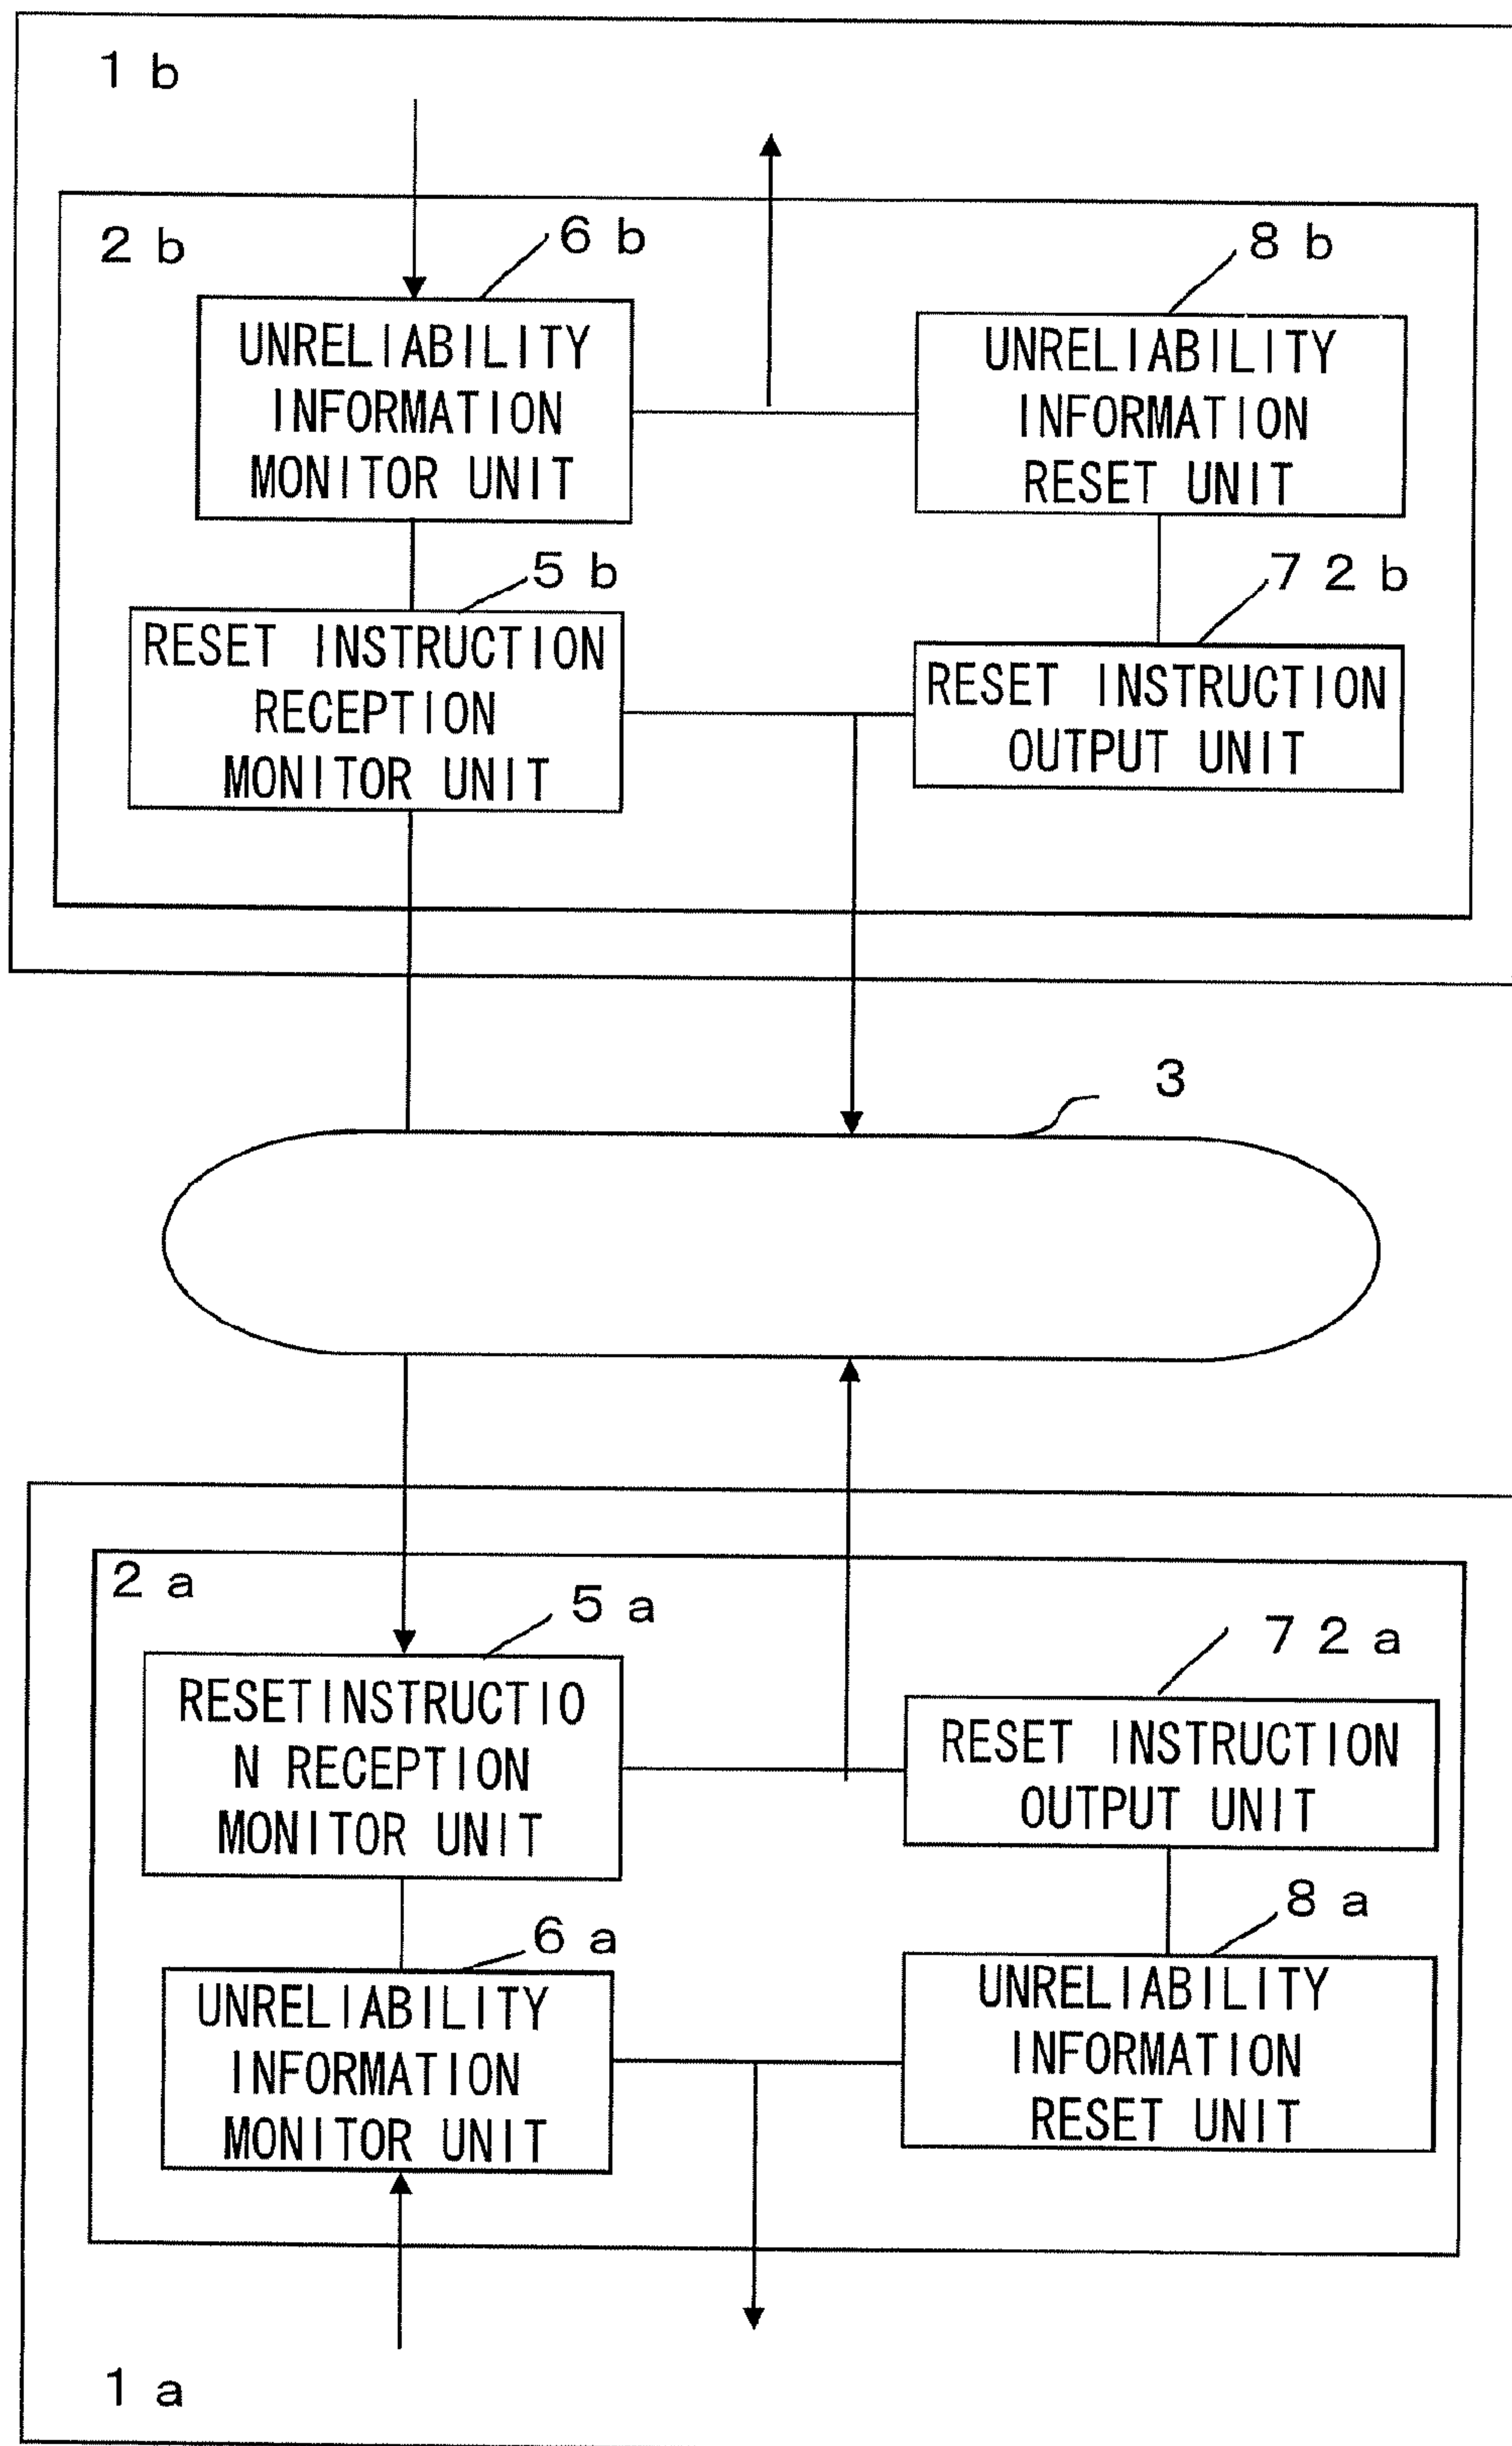 1 b
2 b
6 b
8 b
UNRELIABILITY
INFORMATION
MONITOR UNIT
UNRELIABILITY
INFORMATION
RESET UNIT
5 b
7 2 b
RESET INSTRUCTION
RECEPTION
MONITOR UNIT
RESET INSTRUCTION
OUTPUT UNIT
3
2 a
5 a
7 2 a
RESETINSTRUCTIO
N RECEPTION
MONITOR UNIT
RESET INSTRUCTION
OUTPUT UNIT
6 a
8 a
UNRELIABILITY
INFORMATION
MONITOR UNIT
UNRELIABILITY
INFORMATION
RESET UNIT
1 a